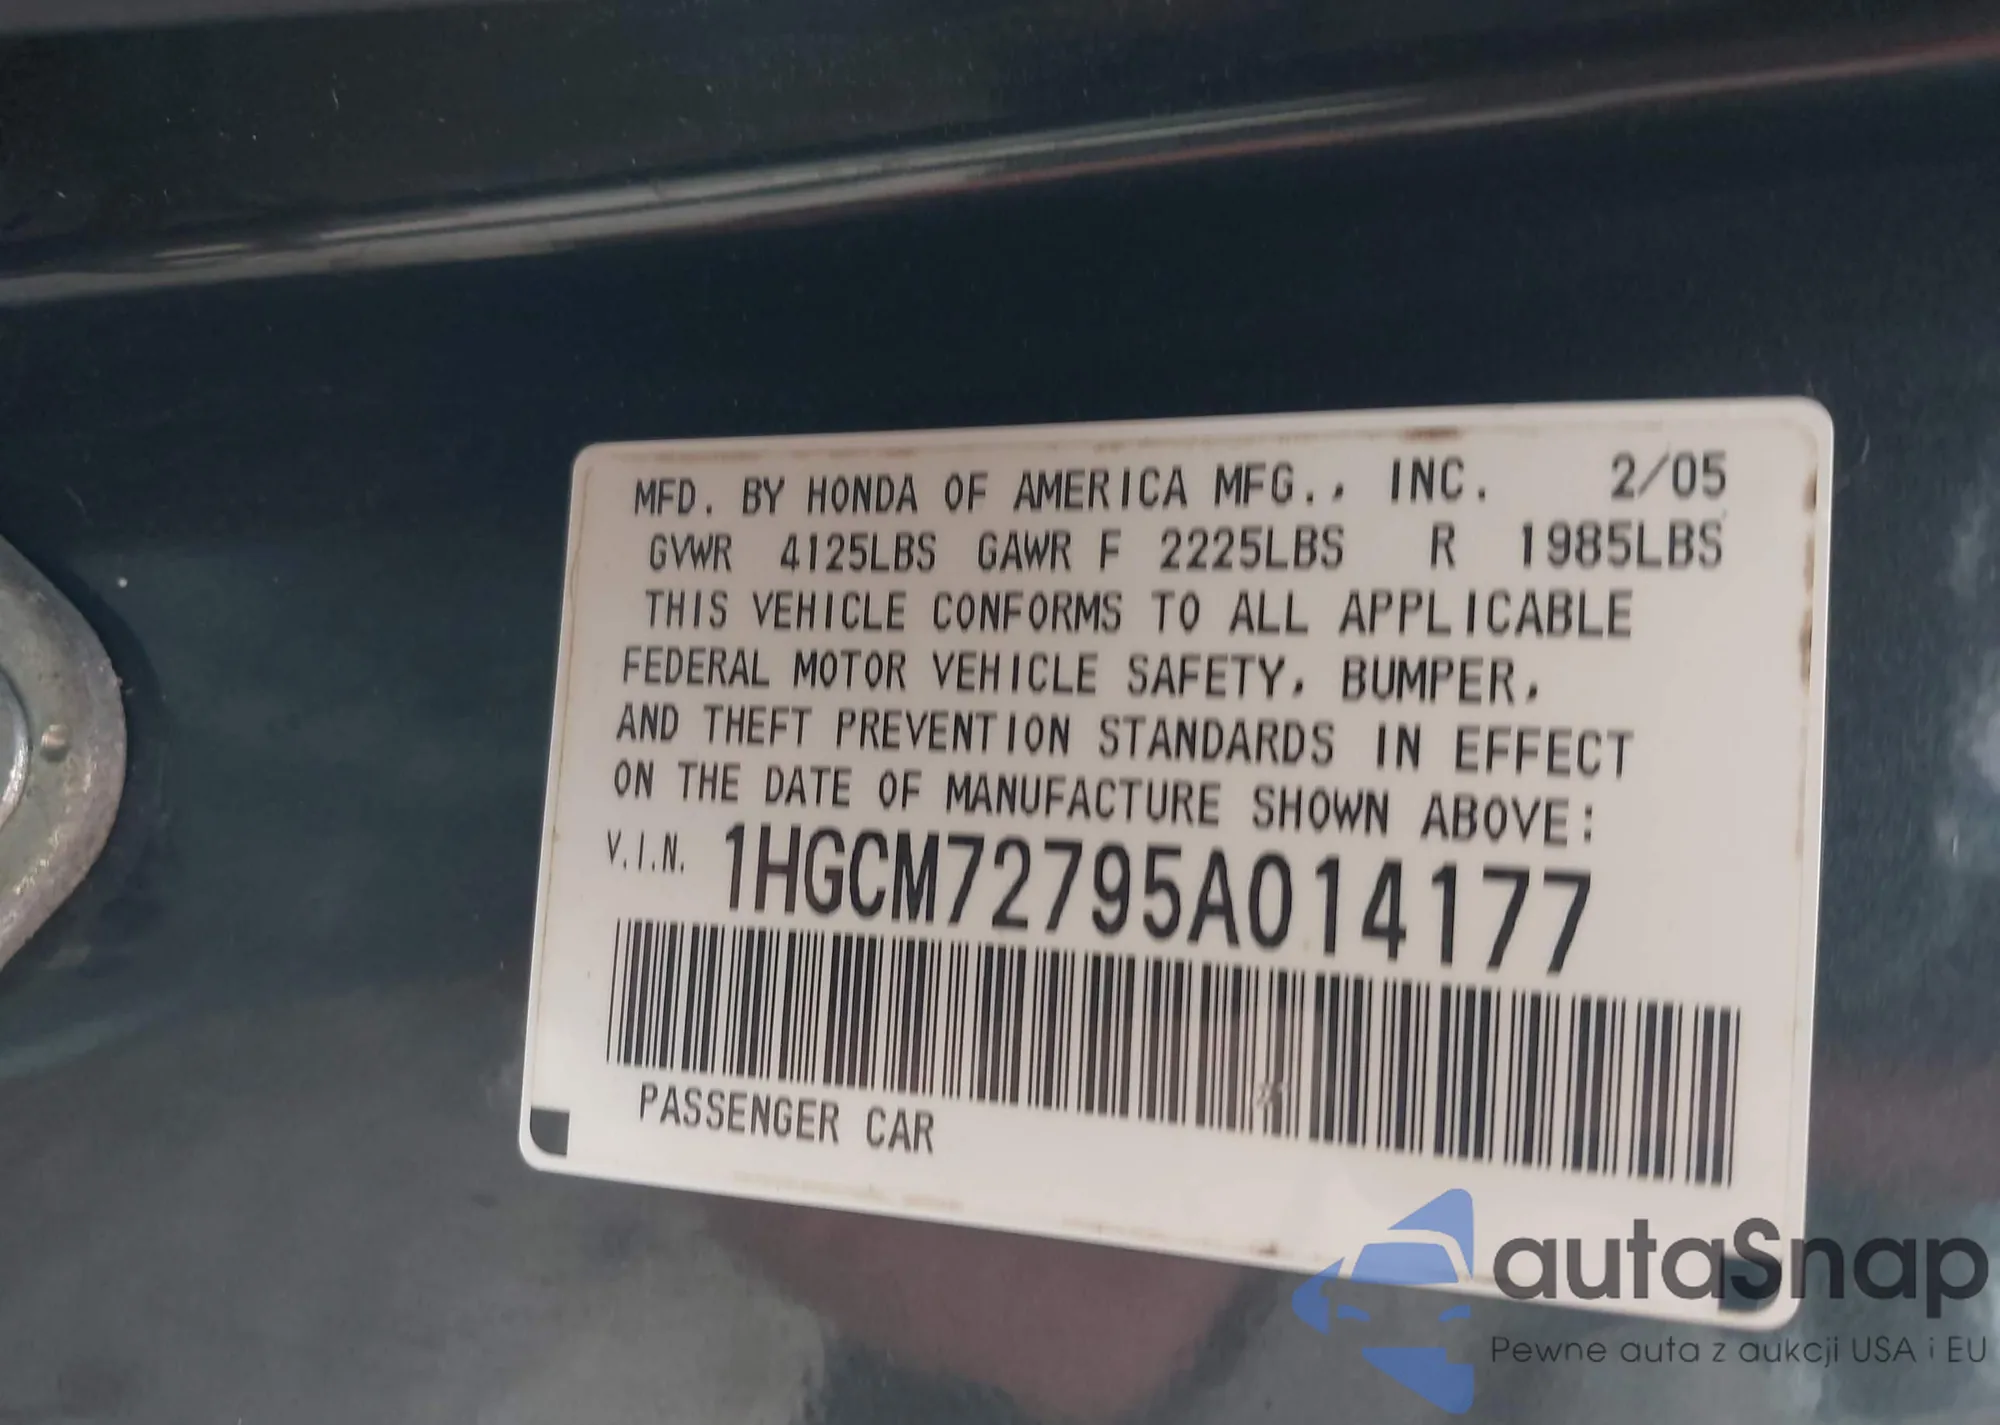 MFD. BY HONDA OF AMERICA MFG., INC. 2/05
GVWR 4125LBS GAWR F 2225LBS R 1985LBS
THIS VEHICLE CONFORMS TO ALL APPLICABLE
FEDERAL MOTOR VEHICLE SAFETY, BUMPER,
AND THEFT PREVENTION STANDARDS IN EFFECT
ON THE DATE OF MANUFACTURE SHOWN ABOVE:
V.I.N. 1HGCM72795A014177
PASSENGER CAR
autaSnap
Pewne auta z aukcji USA i EU